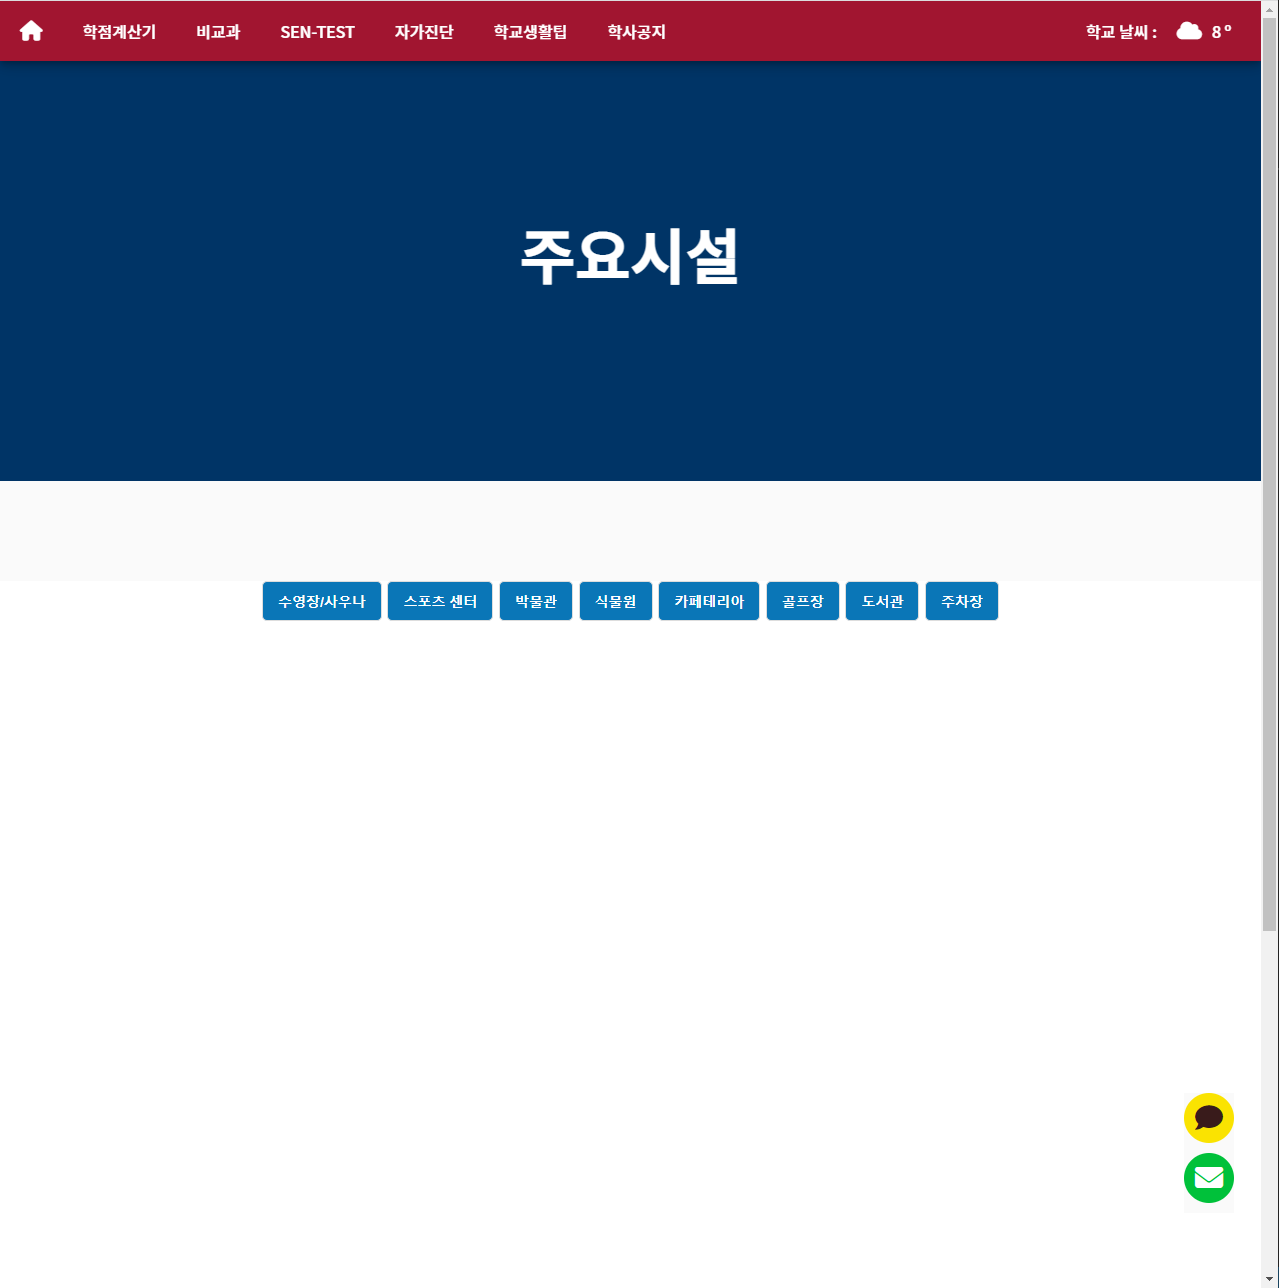 학점계산기 비교과 SEN-TEST 자가진단 학교생활팁 학사공지 학교 날씨 : 8 º
주요시설
수영장/사우나 스포츠 센터 박물관 식물원 카페테리아 골프장 도서관 주차장